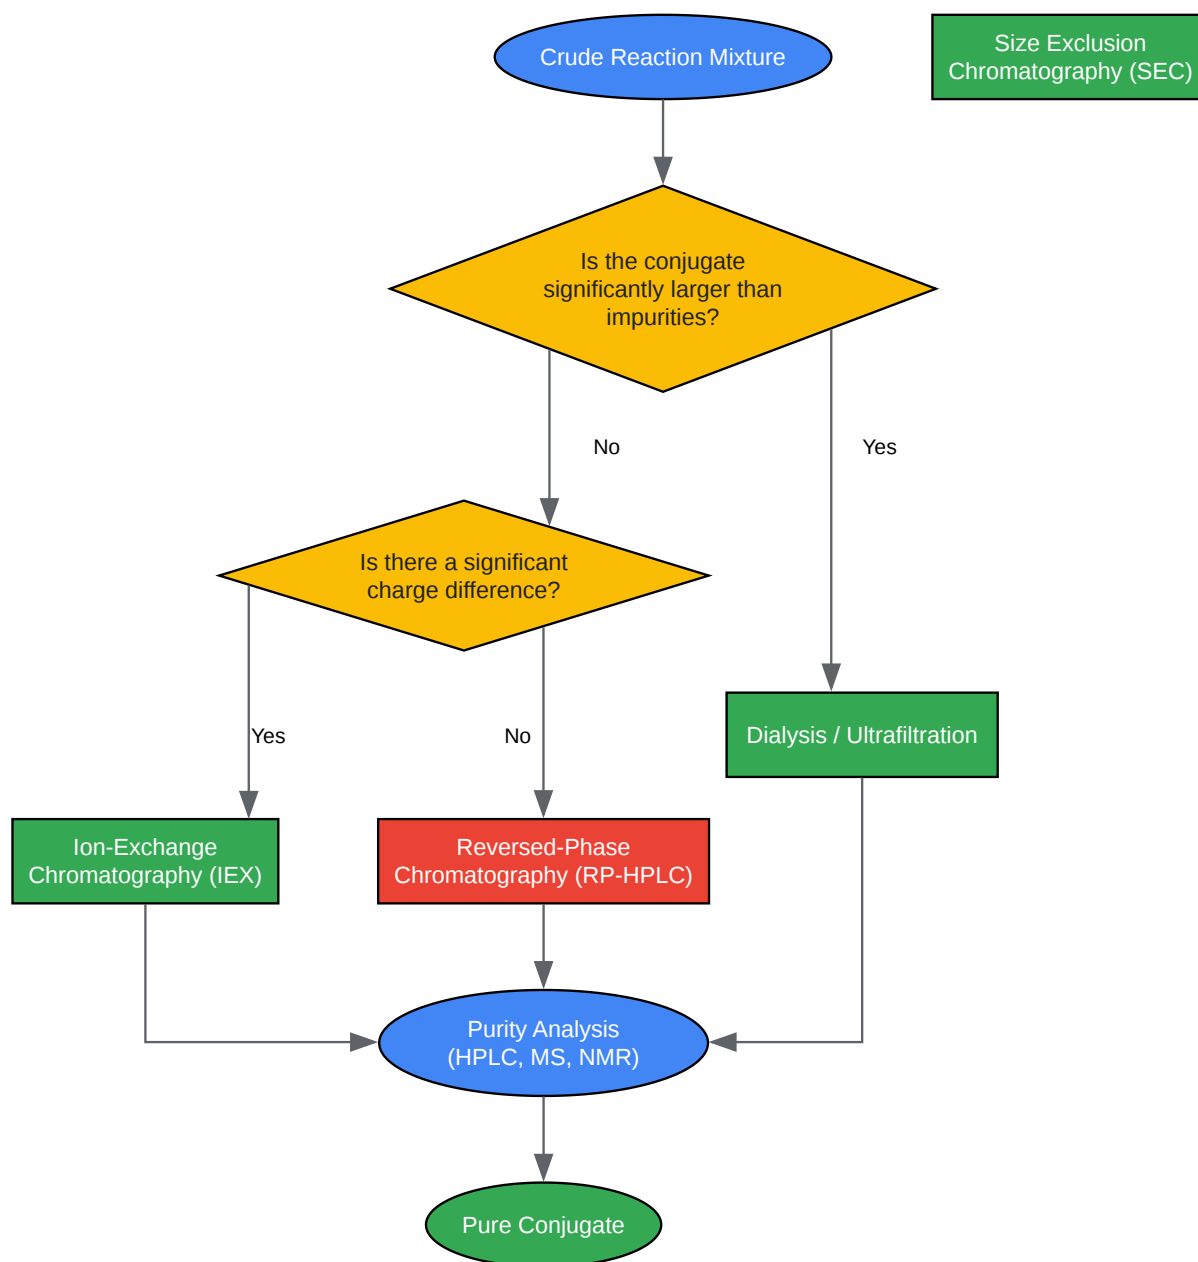 Crude Reaction Mixture
Size Exclusion
Chromatography (SEC)
Is the conjugate
significantly larger than
impurities?
No
Yes
Is there a significant
charge difference?
Yes
No
Dialysis / Ultrafiltration
Ion-Exchange
Chromatography (IEX)
Reversed-Phase
Chromatography (RP-HPLC)
Purity Analysis
(HPLC, MS, NMR)
Pure Conjugate